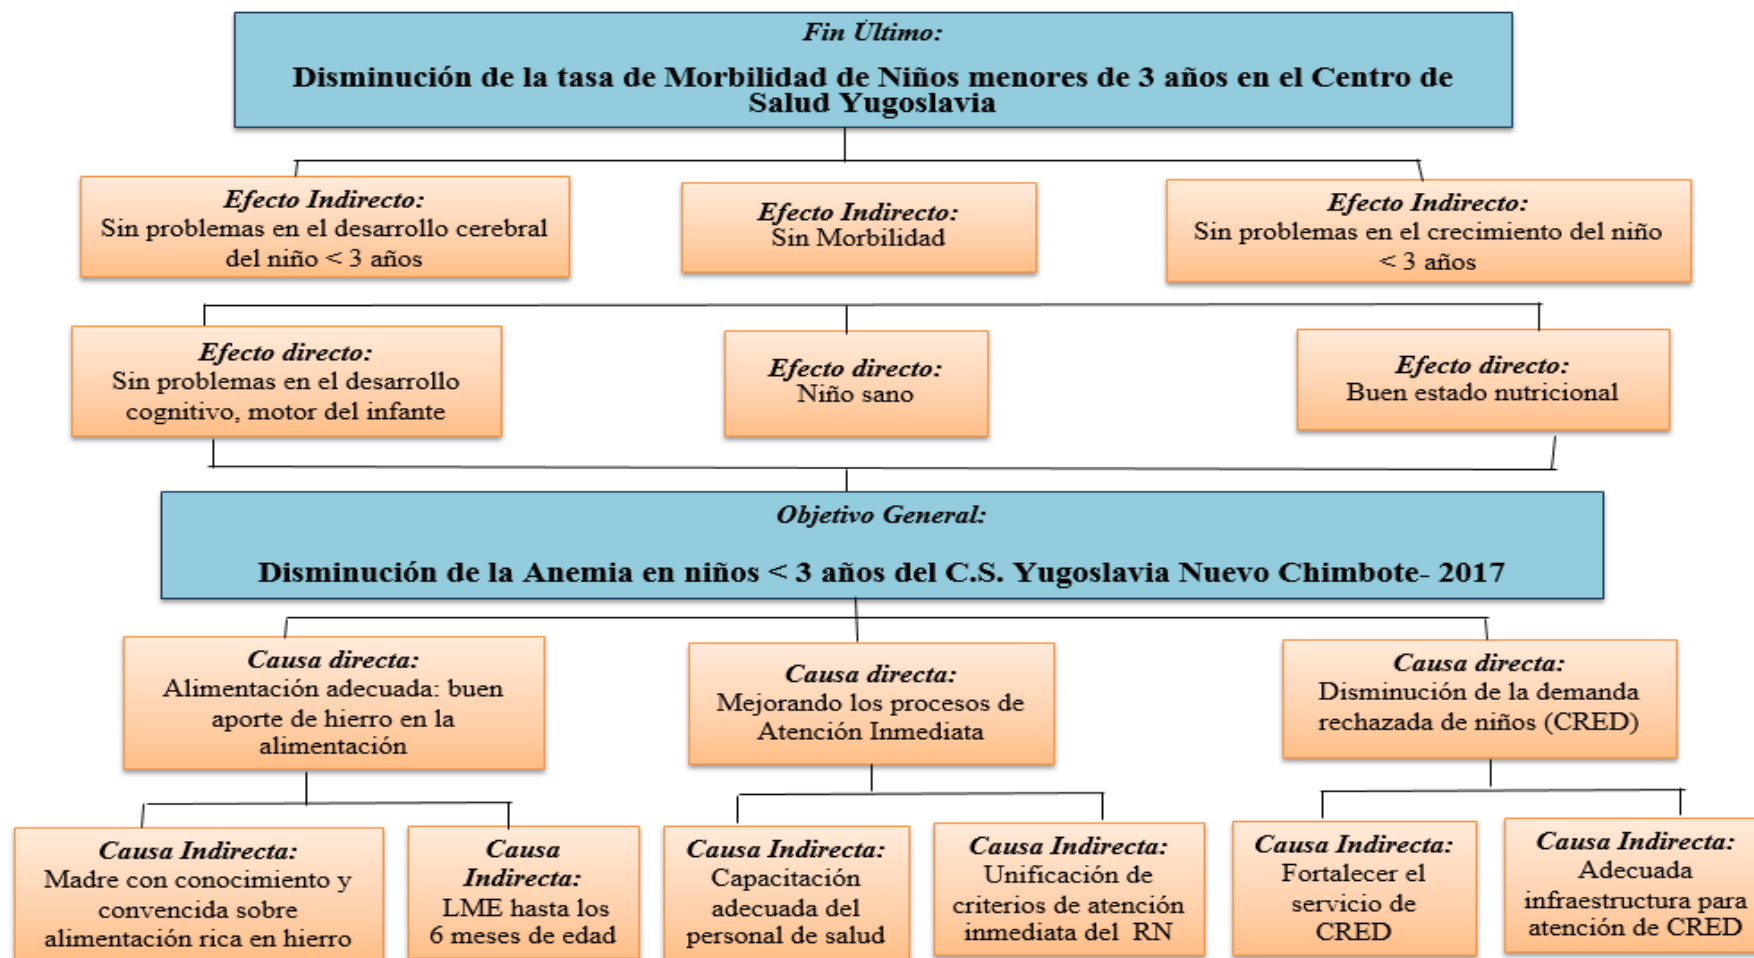 Fin Último:
Disminución de la tasa de Morbilidad de Niños menores de 3 años en el Centro de
Salud Yugoslavia
Efecto Indirecto:
Sin problemas en el desarrollo cerebral
del niño < 3 años
Efecto Indirecto:
Sin Morbilidad
Efecto Indirecto:
Sin problemas en el crecimiento del niño
< 3 años
Efecto directo:
Sin problemas en el desarrollo
cognitivo, motor del infante
Efecto directo:
Niño sano
Efecto directo:
Buen estado nutricional
Objetivo General:
Disminución de la Anemia en niños < 3 años del C.S. Yugoslavia Nuevo Chimbote- 2017
Causa directa:
Alimentación adecuada: buen
aporte de hierro en la
alimentación
Causa directa:
Mejorando los procesos de
Atención Inmediata
Causa directa:
Disminución de la demanda
rechazada de niños (CRED)
Causa Indirecta:
Madre con conocimiento y
convencida sobre
alimentación rica en hierro
Causa
Indirecta:
LME hasta los
6 meses de edad
Causa Indirecta:
Capacitación
adecuada del
personal de salud
Causa Indirecta:
Unificación de
criterios de atención
inmediata del RN
Causa Indirecta:
Fortalecer el
servicio de
CRED
Causa Indirecta:
Adecuada
infraestructura para
atención de CRED